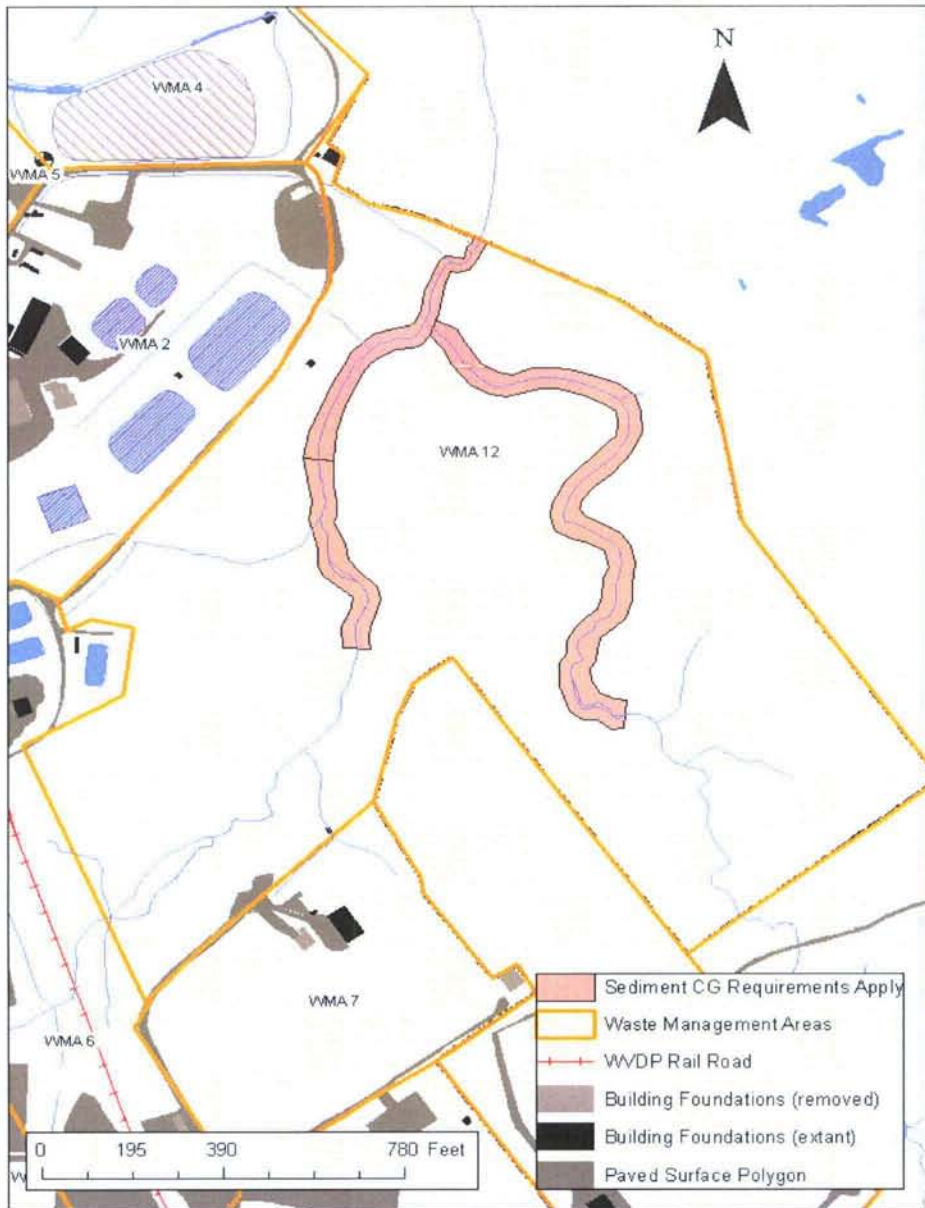 N
WMA 4
WMA 5
WMA 2
WMA 12
WMA 7
WMA 6
Sediment CG Requirements Apply
Waste Management Areas
WVDP Rail Road
Building Foundations (removed)
Building Foundations (extant)
Paved Surface Polygon
0 195 390 780 Feet